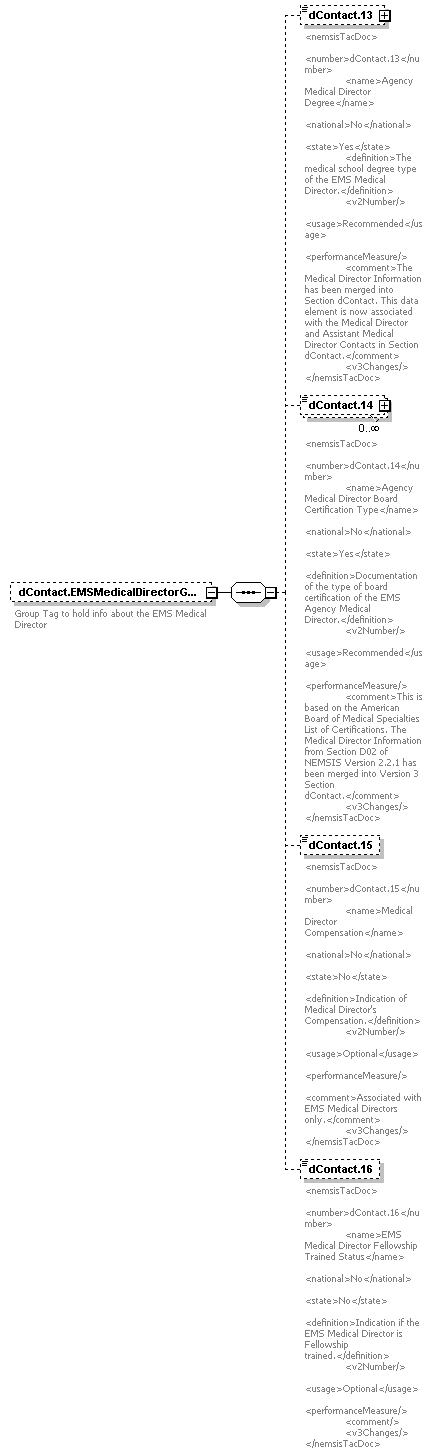 dContact.13
<nemsisTacDoc>
<number>dContact.13</nu
mber>
<name>Agency
Medical Director
Degree</name>
<national>No</national>
<state>Yes</state>
<definition>The
medical school degree type
of the EMS Medical
Director.</definition>
<v2Number/>
<usage>Recommended</us
age>
<performanceMeasure/>
<comment>The
Medical Director Information
has been merged into
Section dContact. This data
element is now associated
with the Medical Director
and Assistant Medical
Director Contacts in Section
dContact.</comment>
<v3Changes/>
</nemsisTacDoc>
dContact.14
0..∞
<nemsisTacDoc>
<number>dContact.14</nu
mber>
<name>Agency
Medical Director Board
Certification Type</name>
<national>No</national>
<state>Yes</state>
<definition>Documentation
of the type of board
certification of the EMS
Agency Medical
Director.</definition>
<v2Number/>
<usage>Recommended</us
age>
<performanceMeasure/>
<comment>This is
based on the American
Board of Medical Specialties
List of Certifications. The
Medical Director Information
from Section D02 of
NEMSIS Version 2.2.1 has
been merged into Version 3
Section
dContact.</comment>
<v3Changes/>
</nemsisTacDoc>
dContact.EMSMedicalDirectorG...
Group Tag to hold info about the EMS Medical
Director
dContact.15
<nemsisTacDoc>
<number>dContact.15</nu
mber>
<name>Medical
Director
Compensation</name>
<national>No</national>
<state>No</state>
<definition>Indication of
Medical Director's
Compensation.</definition>
<v2Number/>
<usage>Optional</usage>
<performanceMeasure/>
<comment>Associated with
EMS Medical Directors
only.</comment>
<v3Changes/>
</nemsisTacDoc>
dContact.16
<nemsisTacDoc>
<number>dContact.16</nu
mber>
<name>EMS
Medical Director Fellowship
Trained Status</name>
<national>No</national>
<state>No</state>
<definition>Indication if the
EMS Medical Director is
Fellowship
trained.</definition>
<v2Number/>
<usage>Optional</usage>
<performanceMeasure/>
<comment/>
<v3Changes/>
</nemsisTacDoc>